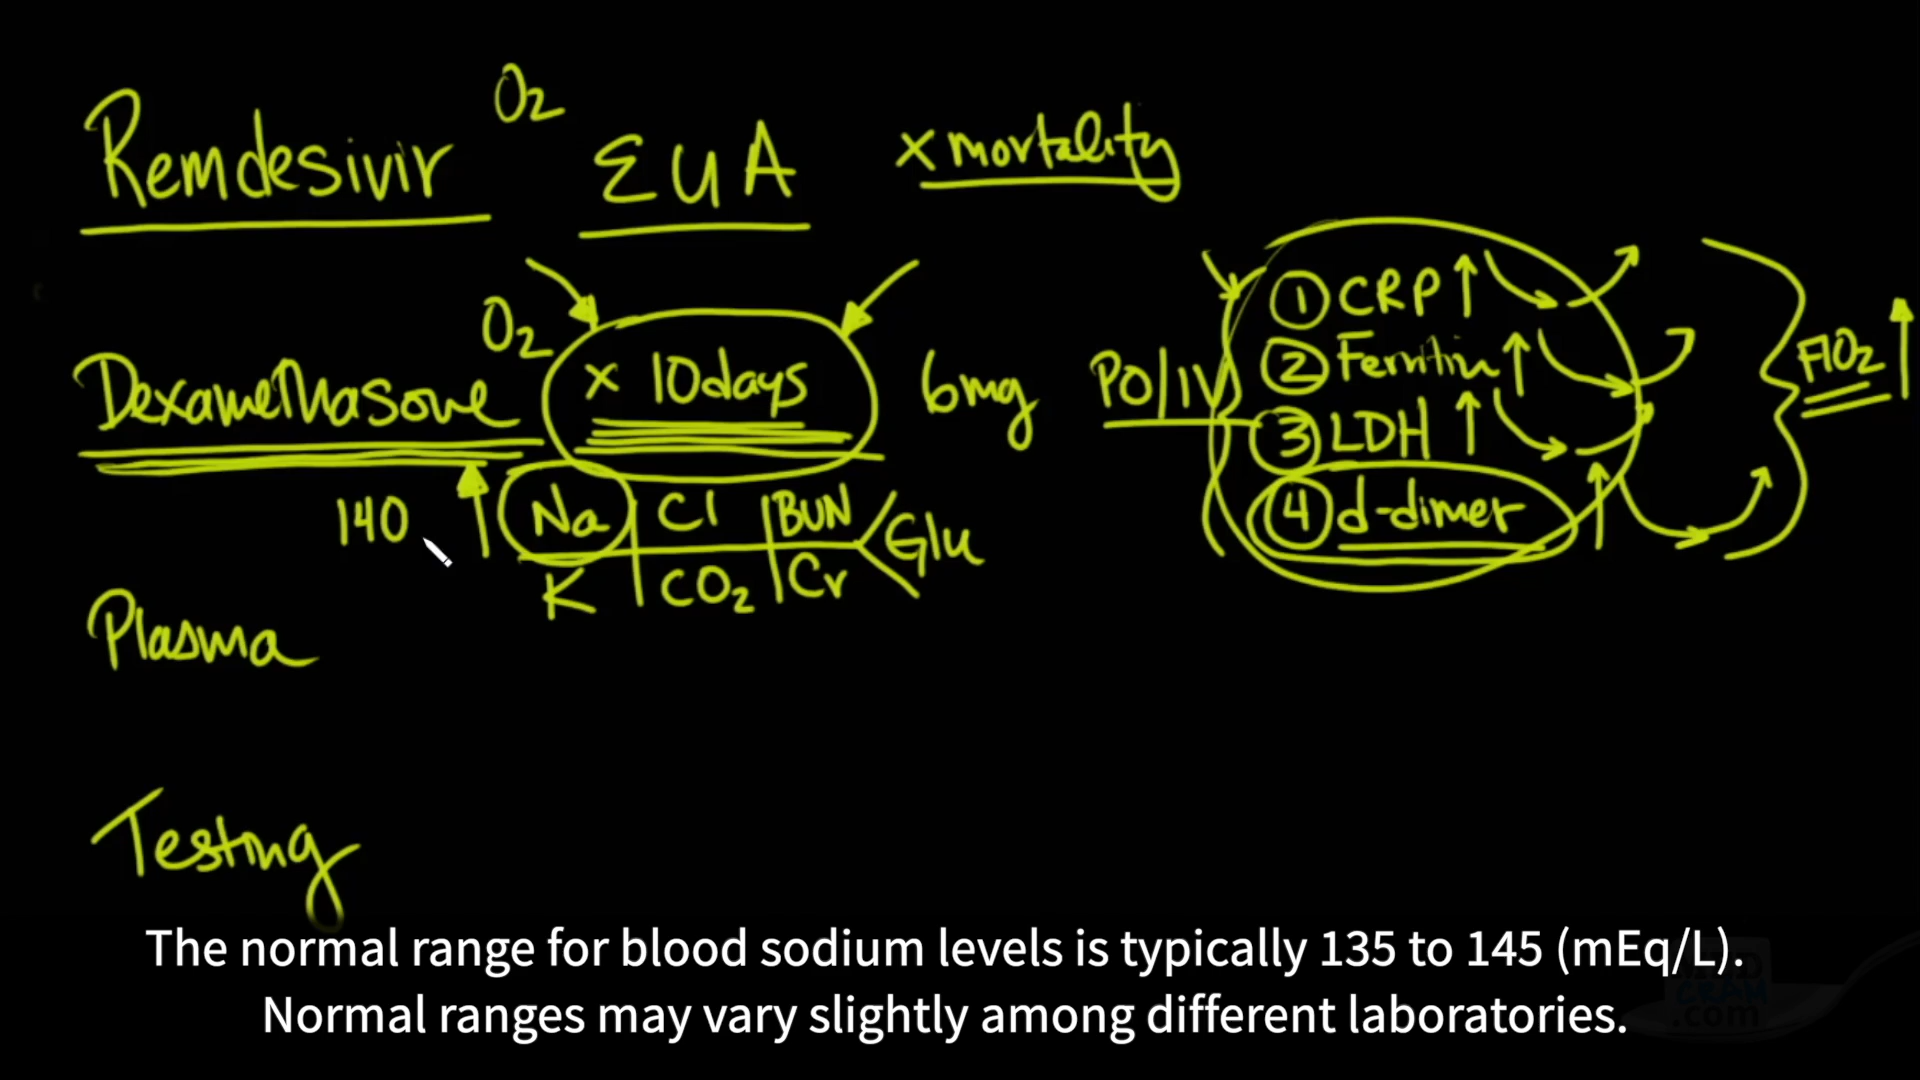 Remdesivir O2 EUA x mortality
Dexamethasone O2 x 10days 6mg PO/IV
① CRP ↑
② Ferritin ↑
③ LDH ↑
④ d-dimer ↑
FIO2 ↑
140 ↑ Na Cl BUN Glu
K CO2 Cr
Plasma
Testing
The normal range for blood sodium levels is typically 135 to 145 (mEq/L).
Normal ranges may vary slightly among different laboratories.
CRAM
.com